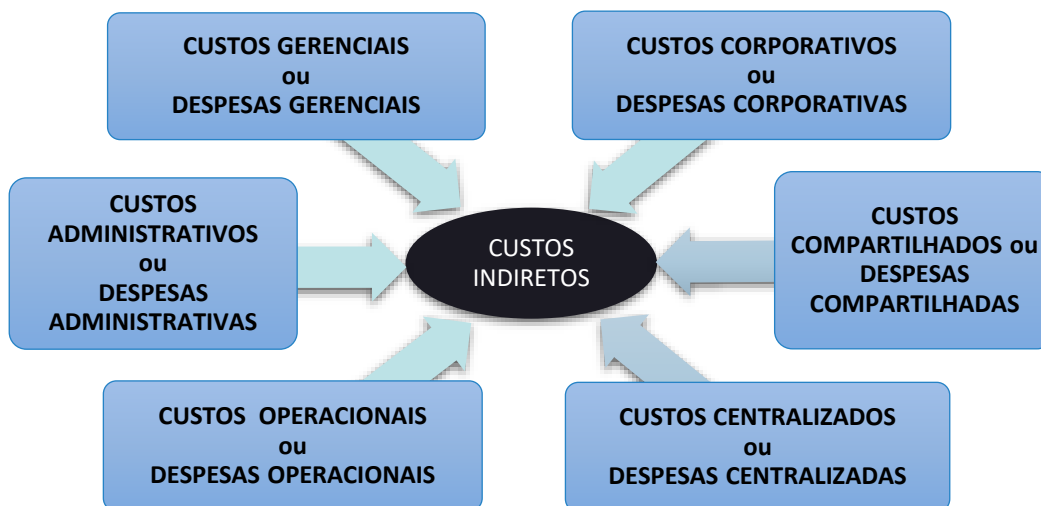 CUSTOS GERENCIAIS
ou
DESPESAS GERENCIAIS
CUSTOS CORPORATIVOS
ou
DESPESAS CORPORATIVAS
CUSTOS
ADMINISTRATIVOS
ou
DESPESAS
ADMINISTRATIVAS
CUSTOS
INDIRETOS
CUSTOS
COMPARTILHADOS ou
DESPESAS
COMPARTILHADAS
CUSTOS OPERACIONAIS
ou
DESPESAS OPERACIONAIS
CUSTOS CENTRALIZADOS
ou
DESPESAS CENTRALIZADAS